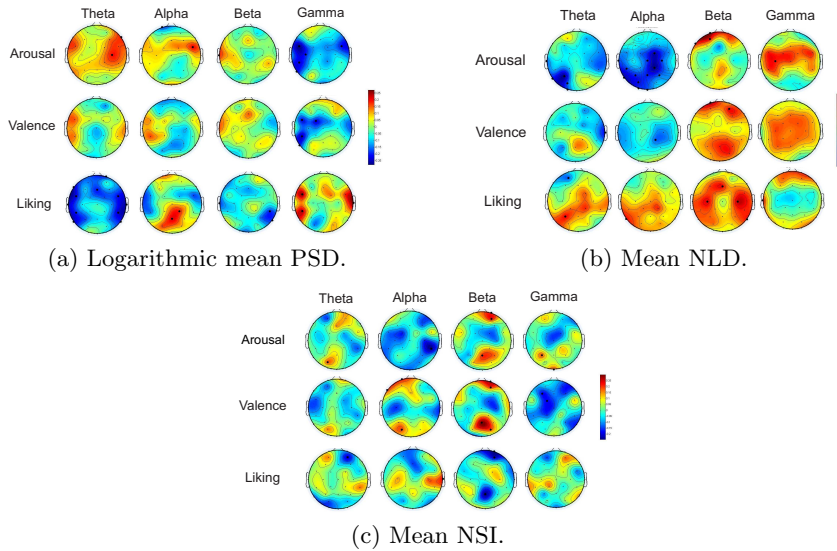 Theta Alpha Beta Gamma
Arousal
Valence
Liking
(a) Logarithmic mean PSD.
Theta Alpha Beta Gamma
Arousal
Valence
Liking
(b) Mean NLD.
Theta Alpha Beta Gamma
Arousal
Valence
Liking
(c) Mean NSI.